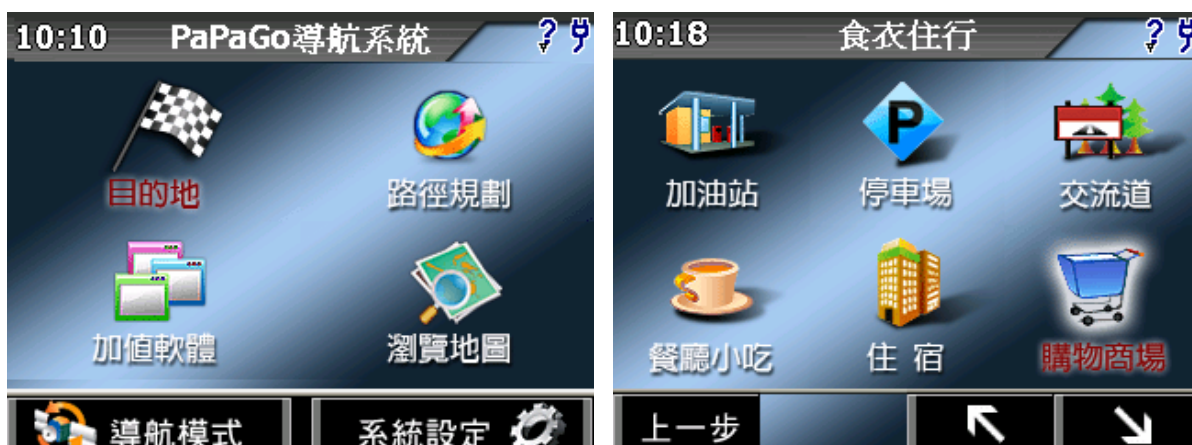 10:10 PaPaGo導航系統
目的地 路徑規劃
加值軟體 瀏覽地圖
導航模式 系統設定
10:18 食衣住行
加油站 停車場 交流道
餐廳小吃 住宿 購物商場
上一步